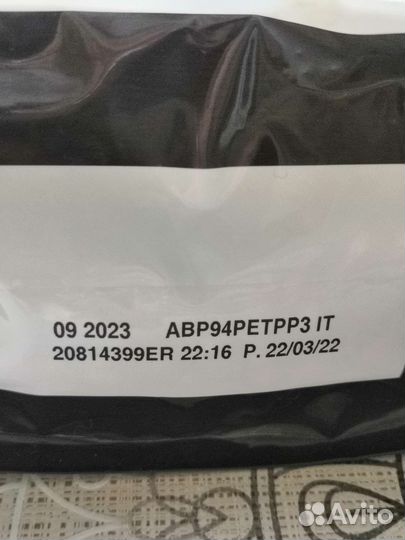 09 2023 ABP94PETPP3 IT
20814399ER 22:16 P. 22/03/22
Avito